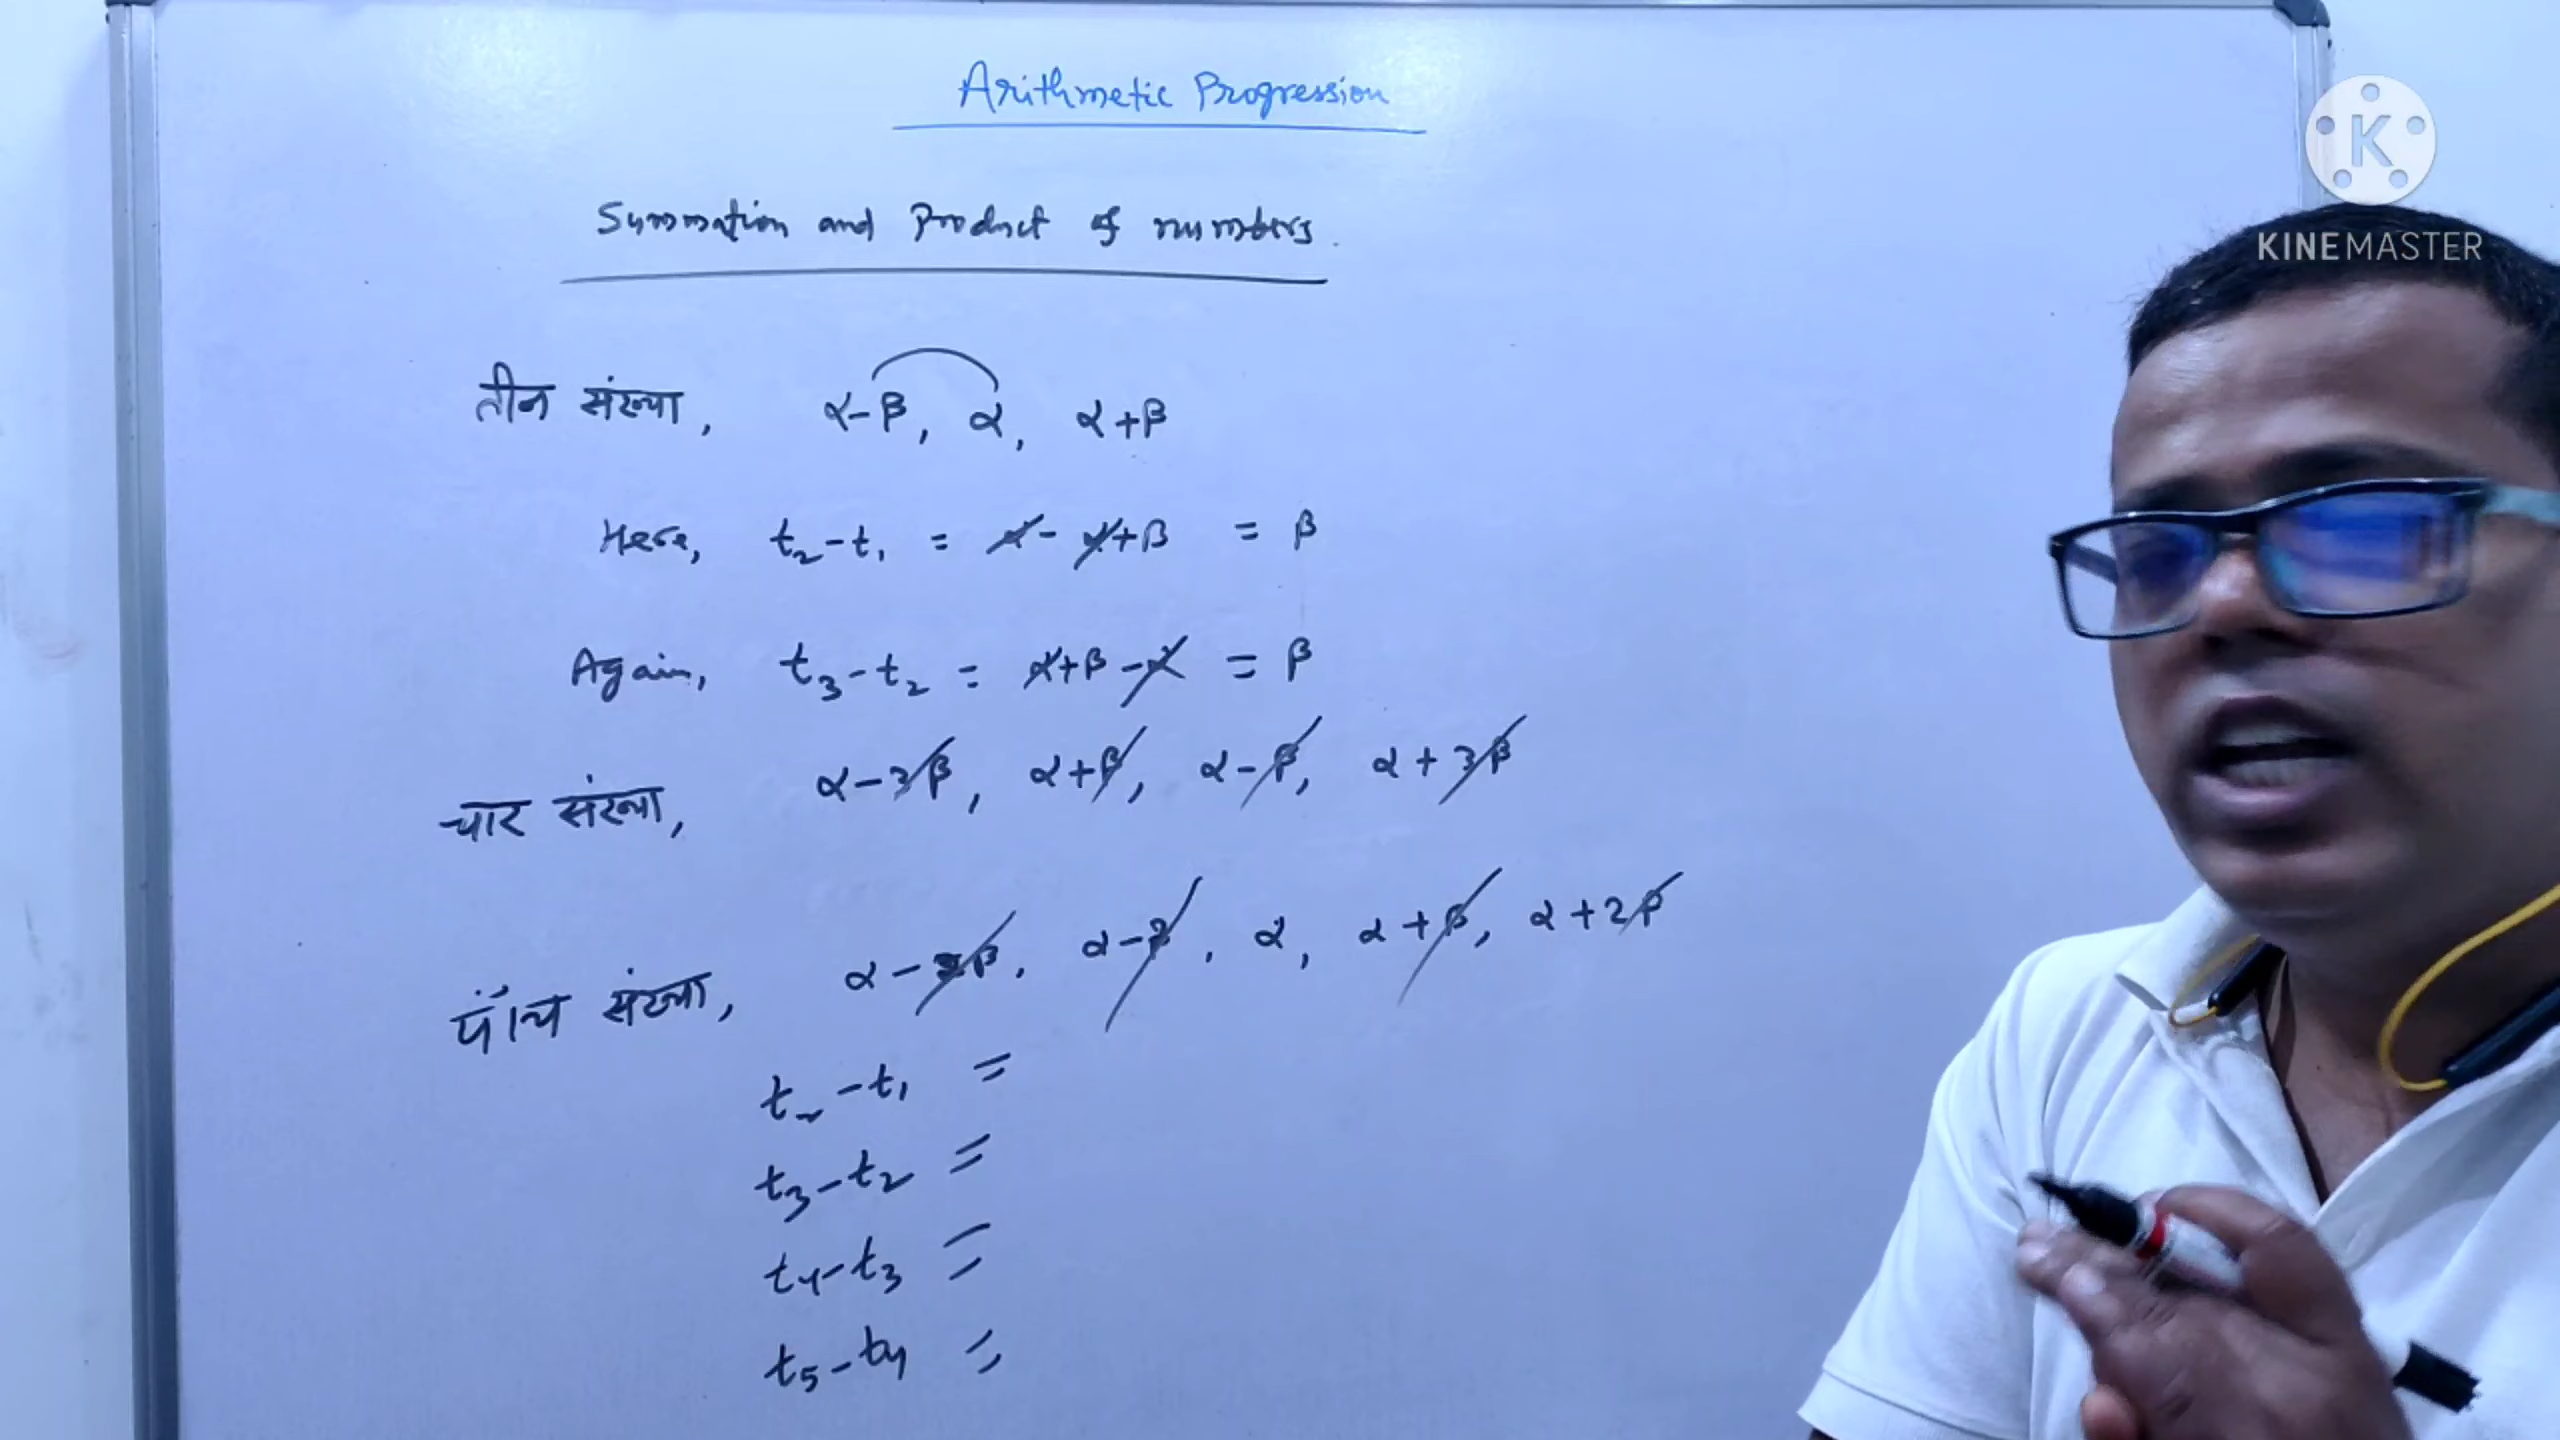 Arithmetic Progression
KINEMASTER
Summation and Product of numbers.
तीन संख्या, α-β, α, α+β
Here, t₂-t₁ = α-α+β = β
Again, t₃-t₂ = α+β-α = β
चार संख्या, α-3β, α+β, α-β, α+3β
पाँच संख्या, α-2β, α-β, α, α+β, α+2β
t₂-t₁ =
t₃-t₂ =
t₄-t₃ =
t₅-t₄ =